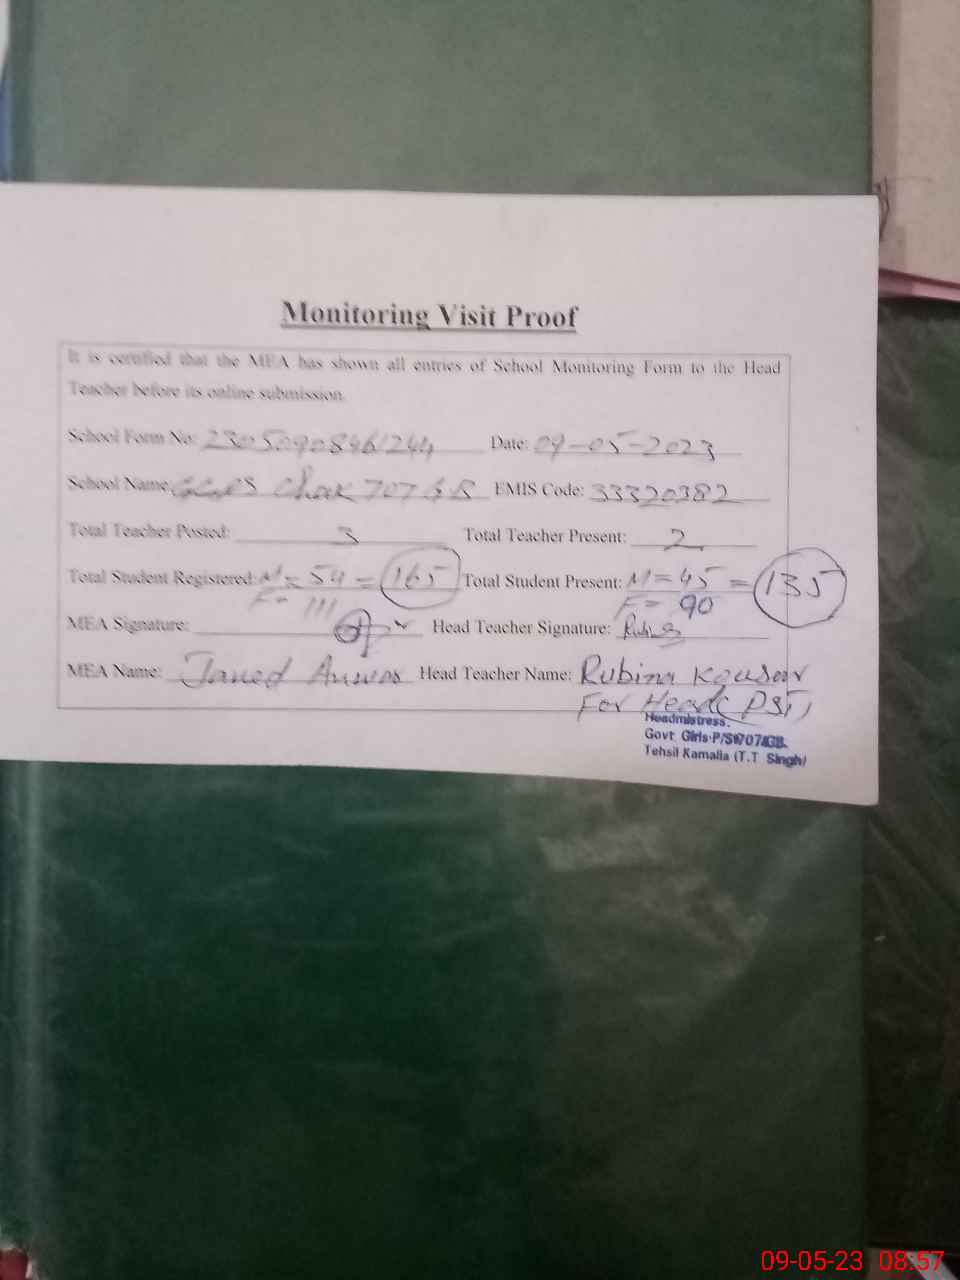 Monitoring Visit Proof
It is certified that the MEA has shown all entries of School Monitoring Form to the Head
Teacher before its online submission.
School Form No: 23050908461244 Date: 09-05-2023
School Name: GGPS Chak 707 GB EMIS Code: 33320382
Total Teacher Posted: 3 Total Teacher Present: 2
Total Student Registered: M = 54 = 165 Total Student Present: M = 45 = 135
F = 111 F = 90
MEA Signature: Head Teacher Signature: Rubina
MEA Name: Javed Anwar Head Teacher Name: Rubina Kousar
For Head (PST)
Headmistress.
Govt Girls P/S 707/GB.
Tehsil Kamalia (T.T Singh)
09-05-23 08:57